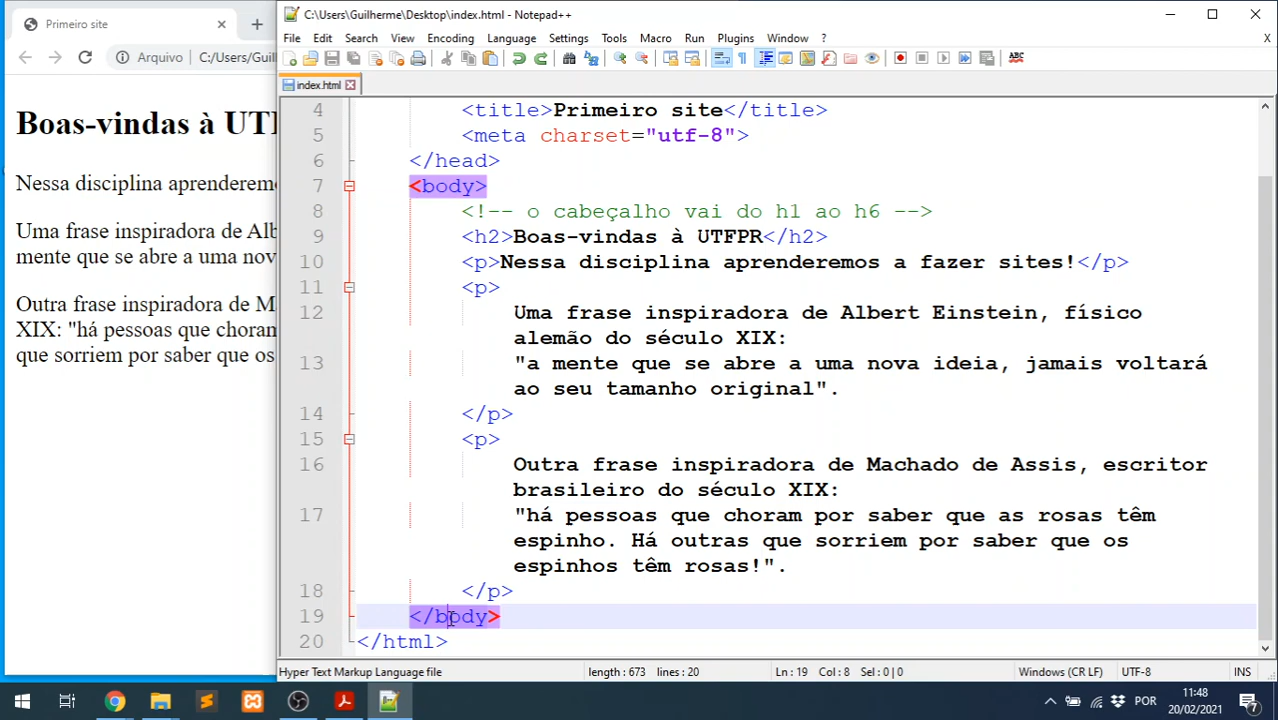 Primeiro site
Arquivo
C:/Users/Guil
Boas-vindas à UTF
Nessa disciplina aprenderem
Uma frase inspiradora de Alb
mente que se abre a uma nov
Outra frase inspiradora de M
XIX: "há pessoas que choram
que sorriem por saber que os
C:\Users\Guilherme\Desktop\index.html - Notepad++
File Edit Search View Encoding Language Settings Tools Macro Run Plugins Window ? X
index.html
4 <title>Primeiro site</title>
5 <meta charset="utf-8">
6 </head>
7 <body>
8 <!-- o cabeçalho vai do h1 ao h6 -->
9 <h2>Boas-vindas à UTFPR</h2>
10 <p>Nessa disciplina aprenderemos a fazer sites!</p>
11 <p>
12 Uma frase inspiradora de Albert Einstein, físico
alemão do século XIX:
13 "a mente que se abre a uma nova ideia, jamais voltará
ao seu tamanho original".
14 </p>
15 <p>
16 Outra frase inspiradora de Machado de Assis, escritor
brasileiro do século XIX:
17 "há pessoas que choram por saber que as rosas têm
espinho. Há outras que sorriem por saber que os
espinhos têm rosas!".
18 </p>
19 </body>
20 </html>
Hyper Text Markup Language file length : 673 lines : 20 Ln : 19 Col : 8 Sel : 0 | 0 Windows (CR LF) UTF-8 INS
POR
11:48
20/02/2021
7